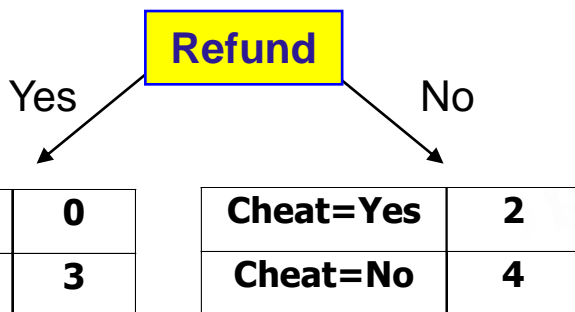 Refund
Yes
No
0
3
Cheat=Yes 2
Cheat=No 4